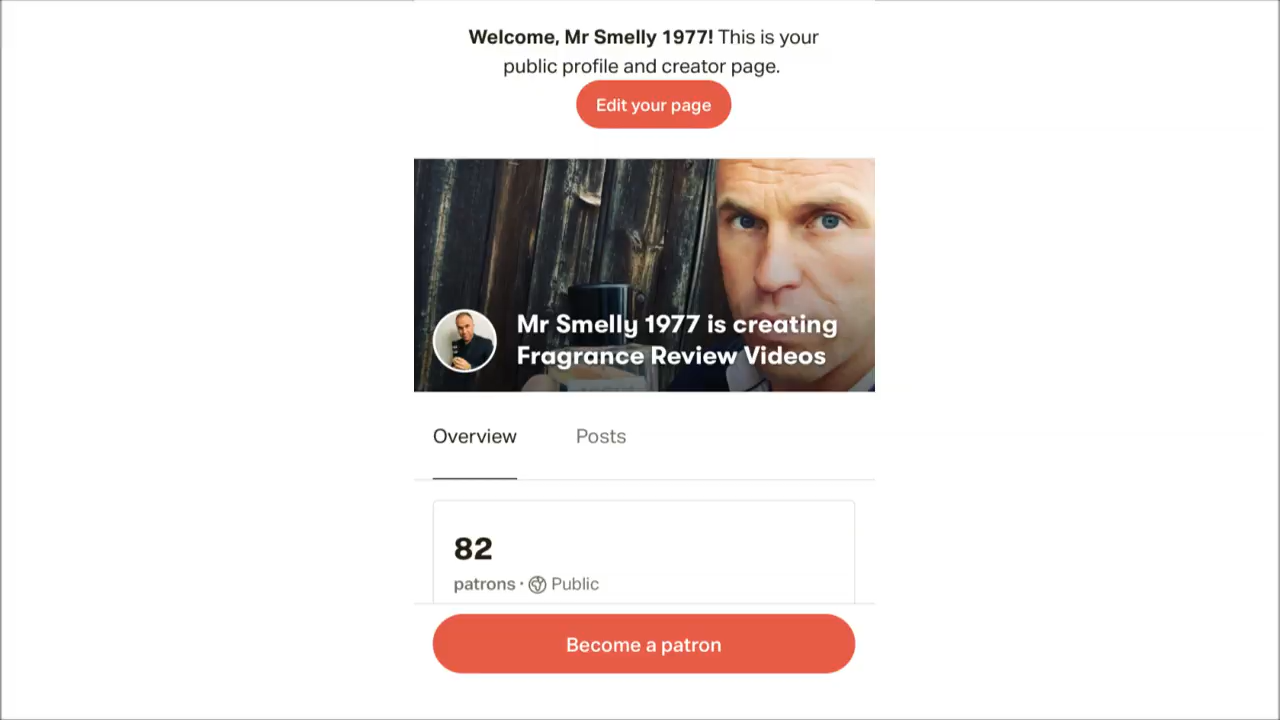 Welcome, Mr Smelly 1977! This is your
public profile and creator page.
Edit your page
Mr Smelly 1977 is creating
Fragrance Review Videos
Overview
Posts
82
patrons · Public
Become a patron